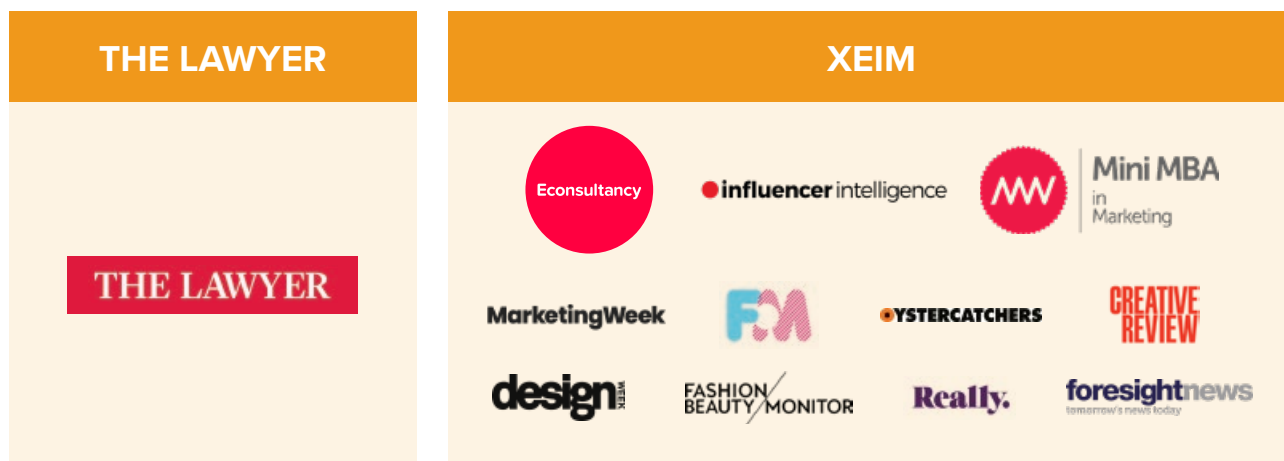 THE LAWYER
XEIM
THE LAWYER
Econsultancy
influencer intelligence
Mini MBA
in
Marketing
MarketingWeek
FOM
OYSTERCATCHERS
CREATIVE
REVIEW
design WEEK
FASHION
BEAUTY/MONITOR
Really.
foresightnews
tomorrow's news today